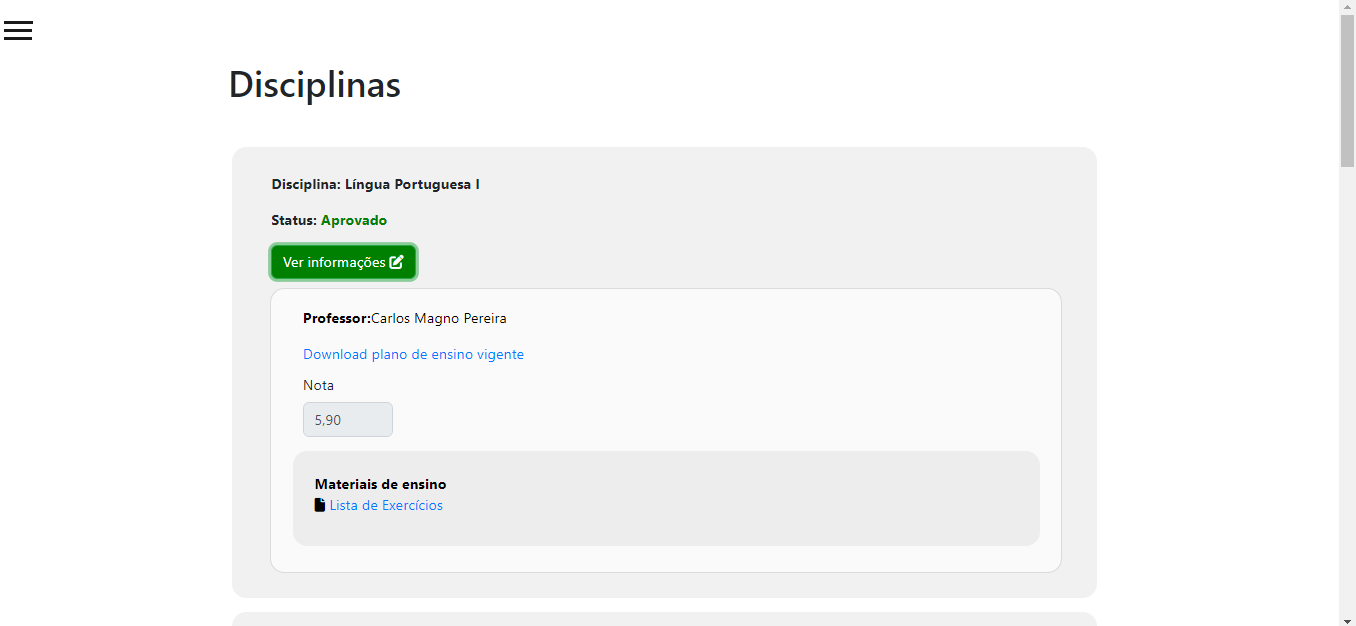 Disciplinas
Disciplina: Língua Portuguesa I
Status: Aprovado
Ver informações
Professor:Carlos Magno Pereira
Download plano de ensino vigente
Nota
5,90
Materiais de ensino
Lista de Exercícios